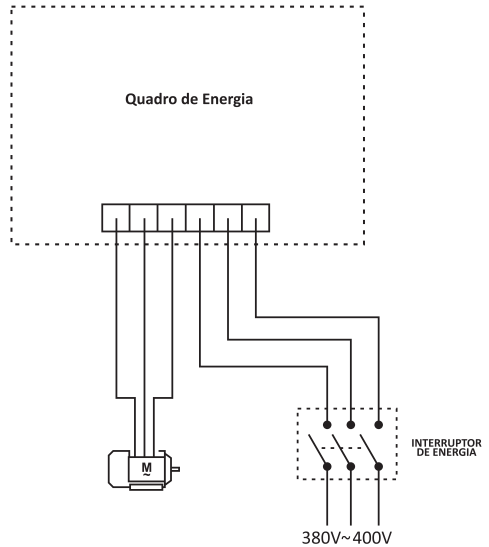 Quadro de Energia
INTERRUPTOR
DE ENERGIA
M
~
380V~400V